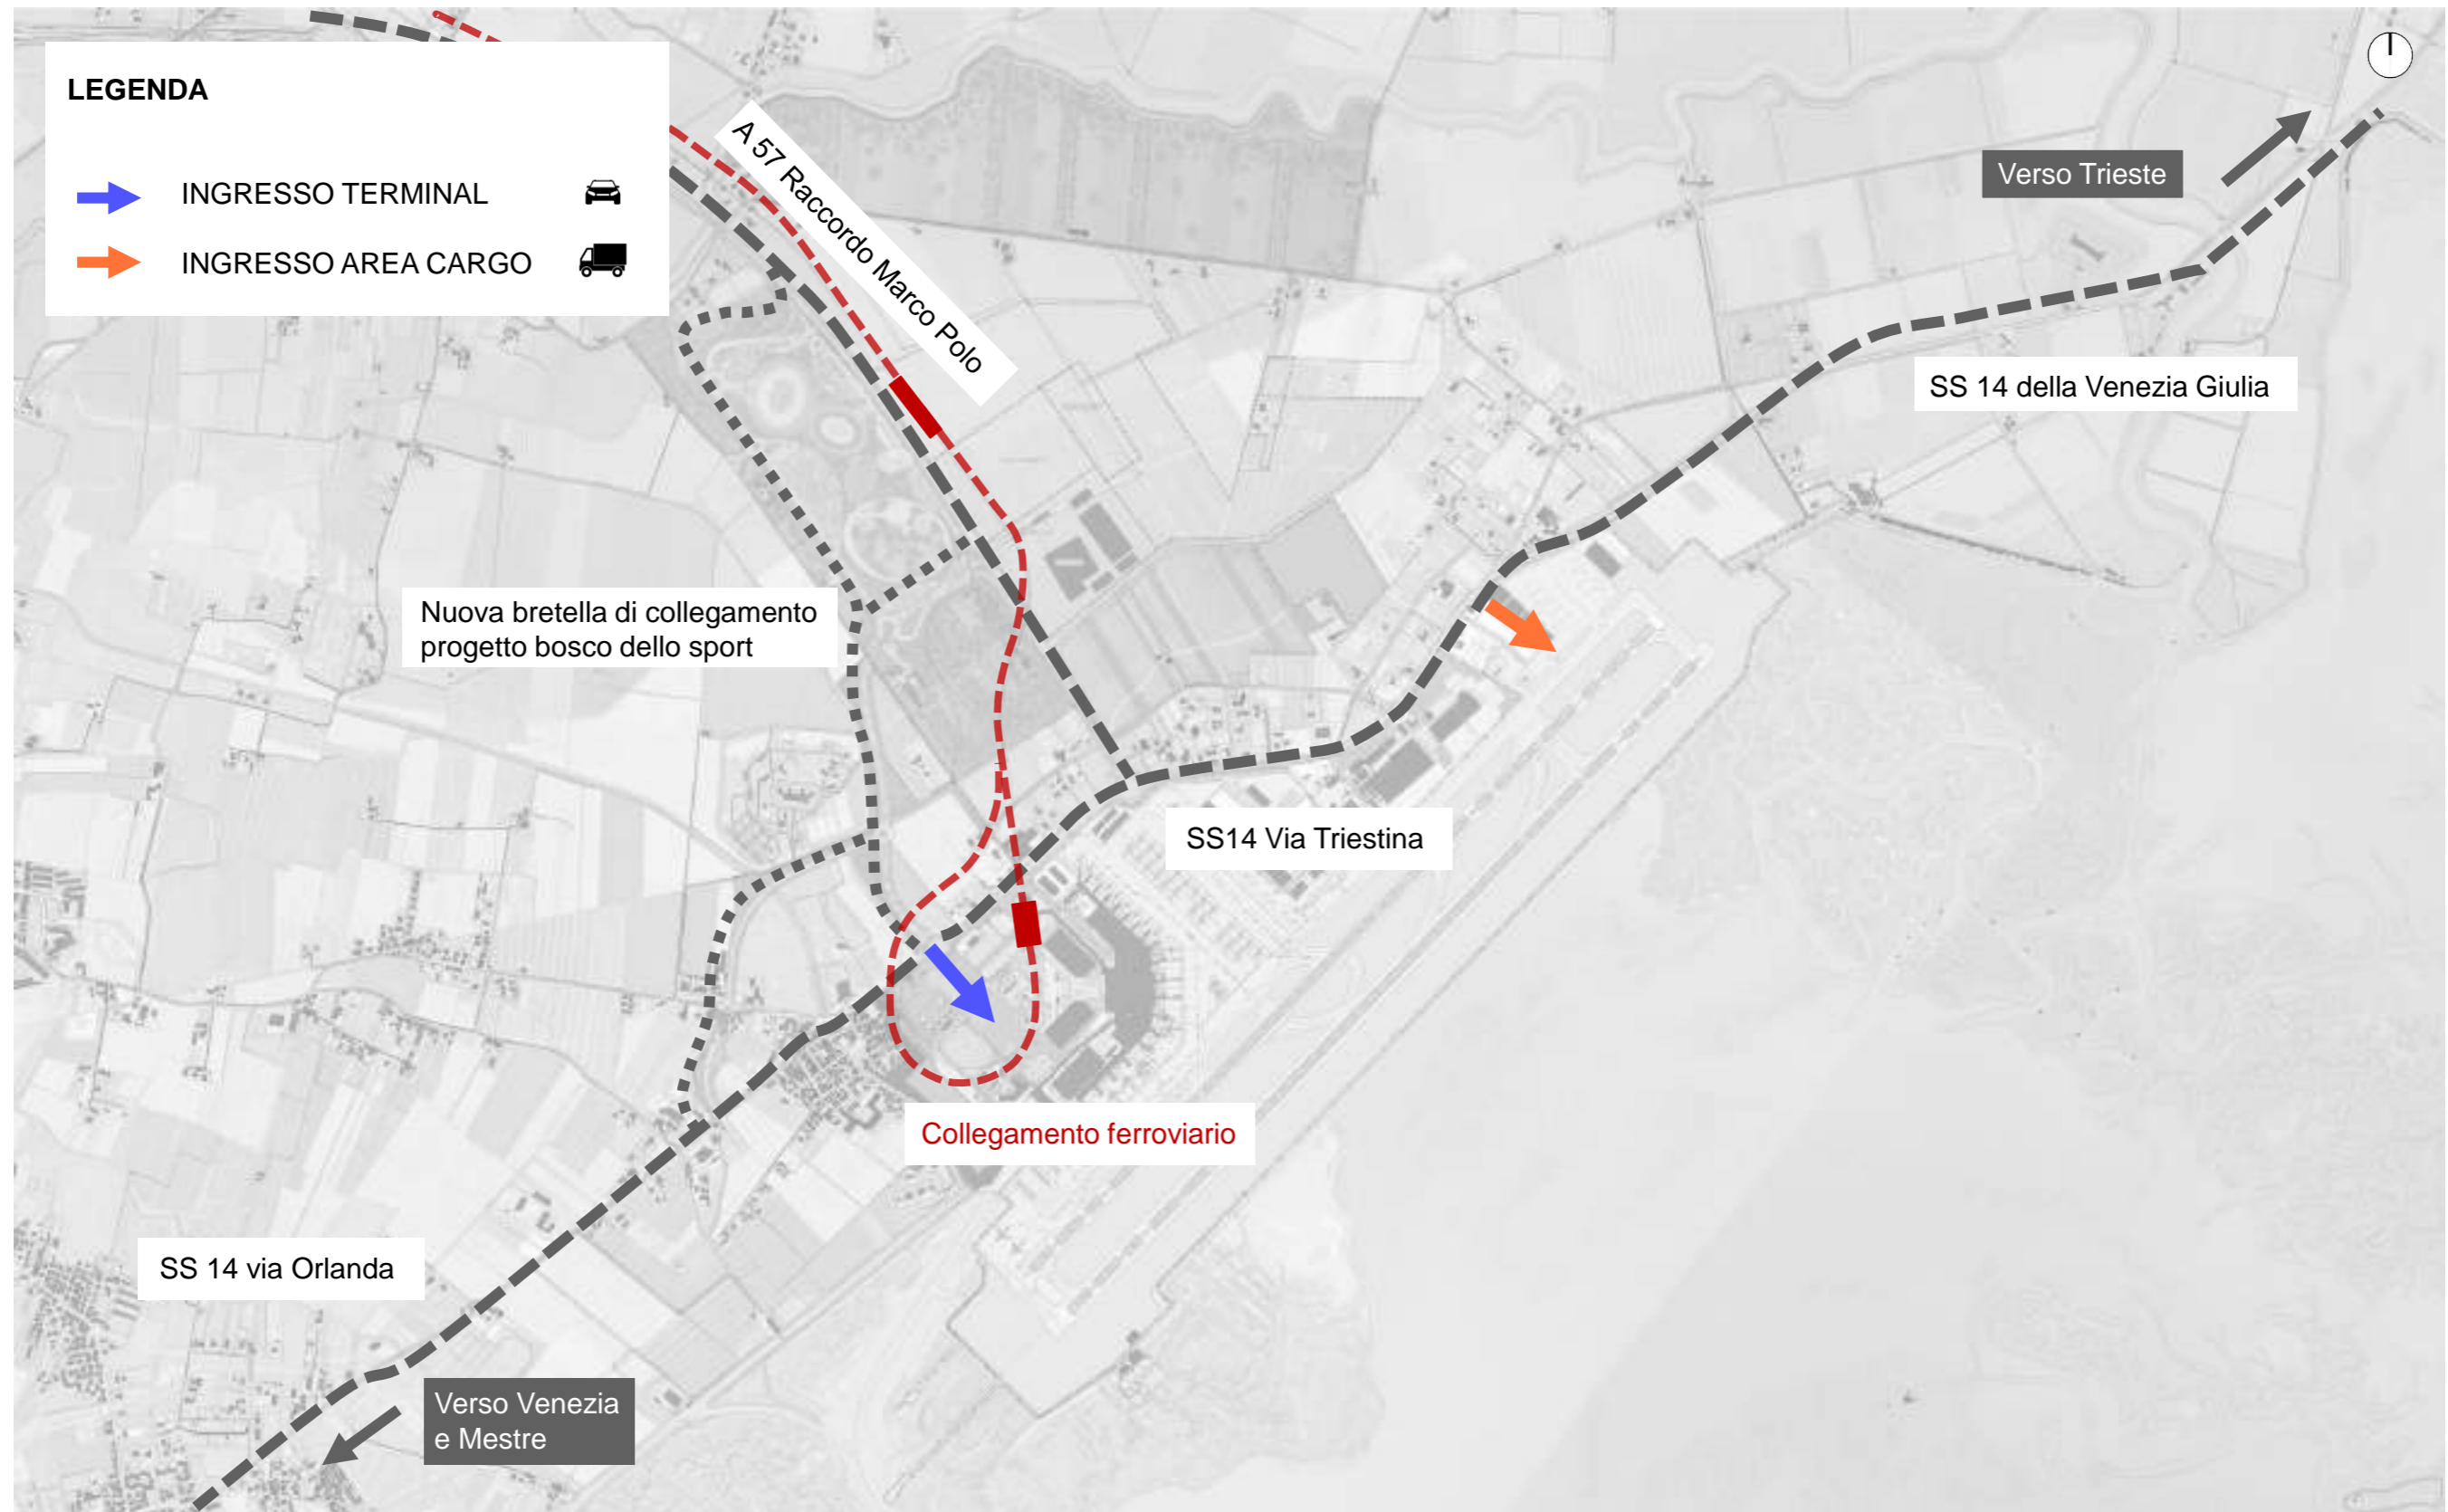 LEGENDA
INGRESSO TERMINAL
INGRESSO AREA CARGO
A 57 Raccordo Marco Polo
Verso Trieste
SS 14 della Venezia Giulia
Nuova bretella di collegamento
progetto bosco dello sport
SS14 Via Triestina
Collegamento ferroviario
SS 14 via Orlanda
Verso Venezia
e Mestre